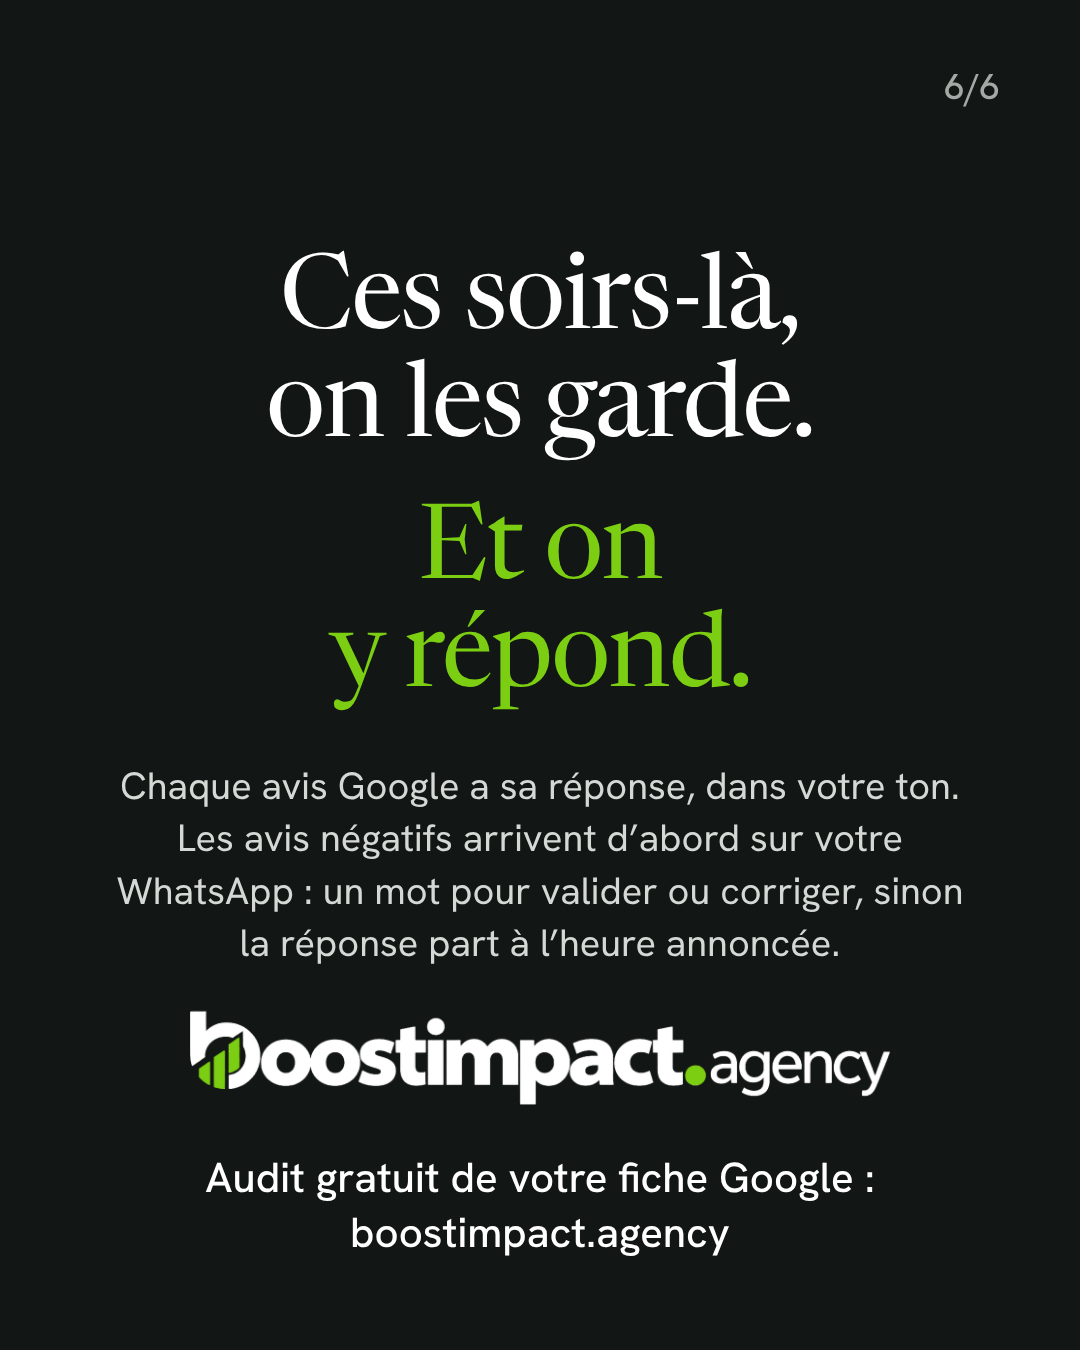 6/6
Ces soirs-là,
on les garde.
Et on
y répond.
Chaque avis Google a sa réponse, dans votre ton.
Les avis négatifs arrivent d’abord sur votre
WhatsApp : un mot pour valider ou corriger, sinon
la réponse part à l’heure annoncée.
boostimpact.agency
Audit gratuit de votre fiche Google :
boostimpact.agency